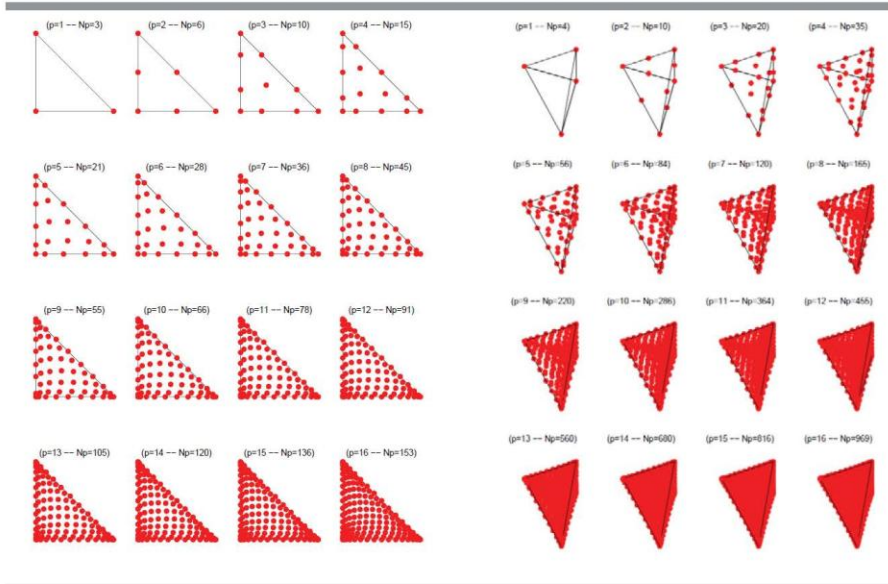 (p=1 -- Np=3) (p=2 -- Np=6) (p=3 -- Np=10) (p=4 -- Np=15)
(p=5 -- Np=21) (p=6 -- Np=28) (p=7 -- Np=36) (p=8 -- Np=45)
(p=9 -- Np=55) (p=10 -- Np=66) (p=11 -- Np=78) (p=12 -- Np=91)
(p=13 -- Np=105) (p=14 -- Np=120) (p=15 -- Np=136) (p=16 -- Np=153)
(p=1 -- Np=4) (p=2 -- Np=10) (p=3 -- Np=20) (p=4 -- Np=35)
(p=5 -- Np=56) (p=6 -- Np=84) (p=7 -- Np=120) (p=8 -- Np=165)
(p=9 -- Np=220) (p=10 -- Np=286) (p=11 -- Np=364) (p=12 -- Np=455)
(p=13 -- Np=560) (p=14 -- Np=680) (p=15 -- Np=816) (p=16 -- Np=969)